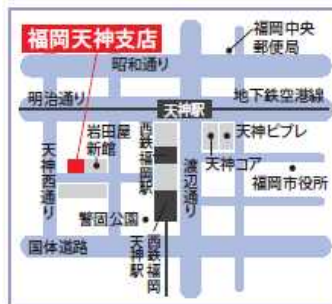 福岡天神支店
福岡中央
郵便局
昭和通り
明治通り
天神駅
地下鉄空港線
岩田屋
新館
西鉄福岡駅
渡辺通り
天神ビブレ
天神コア
福岡市役所
天神西通り
警固公園
国体道路
西鉄福岡
天神駅